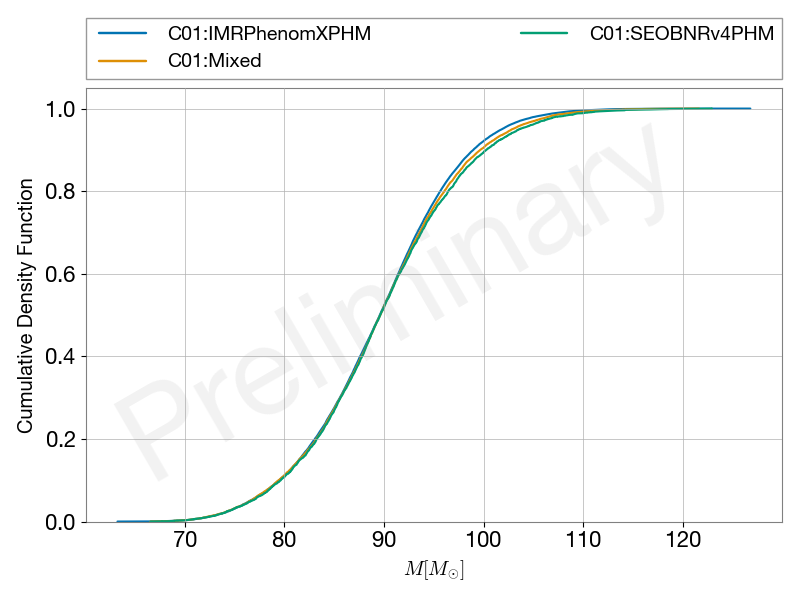 C01:IMRPhenomXPHM
C01:Mixed
C01:SEOBNRv4PHM
1.0
0.8
0.6
0.4
0.2
0.0
Cumulative Density Function
Preliminary
70 80 90 100 110 120
M[M⊙]